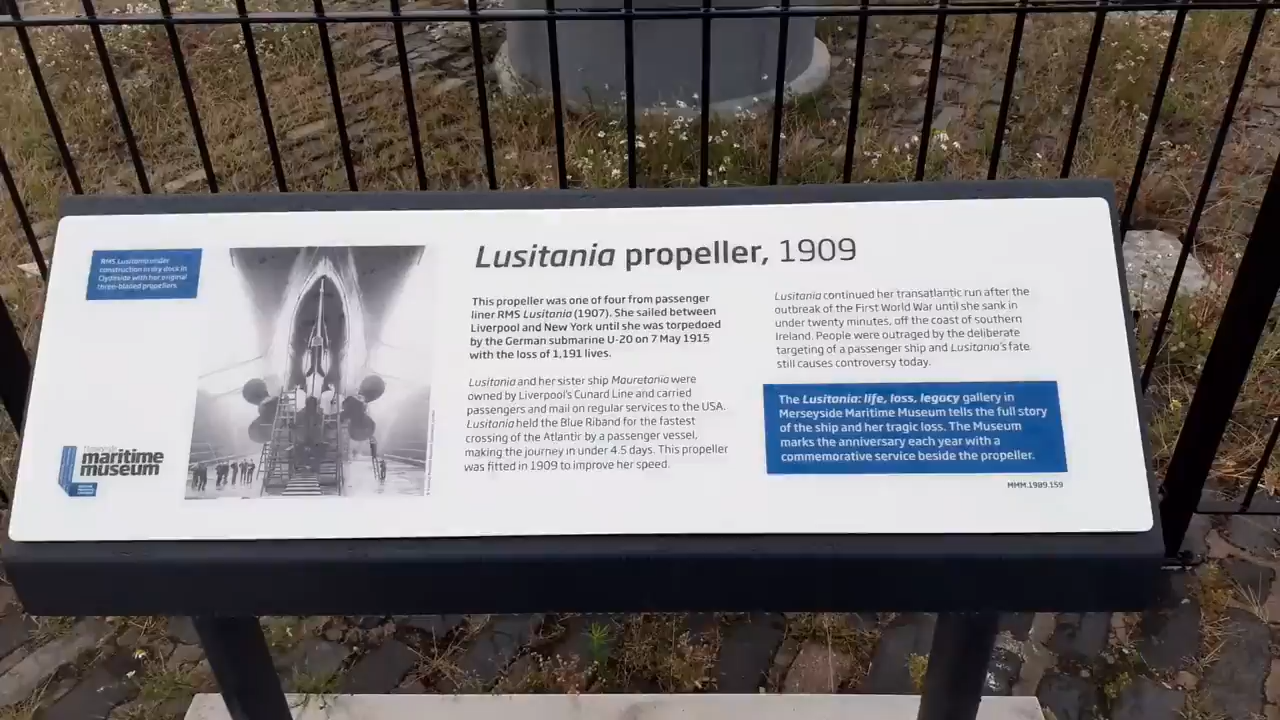 RMS Lusitania under
construction in dry dock in
Clydeside with her original
three-bladed propellers.
maritime
museum
Lusitania propeller, 1909
This propeller was one of four from passenger
liner RMS Lusitania (1907). She sailed between
Liverpool and New York until she was torpedoed
by the German submarine U-20 on 7 May 1915
with the loss of 1,191 lives.
Lusitania and her sister ship Mauretania were
owned by Liverpool's Cunard Line and carried
passengers and mail on regular services to the USA.
Lusitania held the Blue Riband for the fastest
crossing of the Atlantic by a passenger vessel,
making the journey in under 4.5 days. This propeller
was fitted in 1909 to improve her speed.
Lusitania continued her transatlantic run after the
outbreak of the First World War until she sank in
under twenty minutes, off the coast of southern
Ireland. People were outraged by the deliberate
targeting of a passenger ship and Lusitania's fate
still causes controversy today.
The Lusitania: life, loss, legacy gallery in
Merseyside Maritime Museum tells the full story
of the ship and her tragic loss. The Museum
marks the anniversary each year with a
commemorative service beside the propeller.
MMM.1989.159